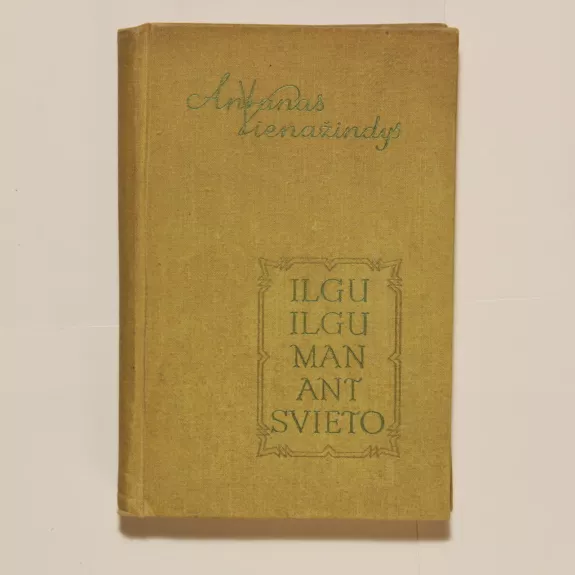 Antanas
Vienažindys
ILGU
ILGU
MAN
ANT
SVIETO